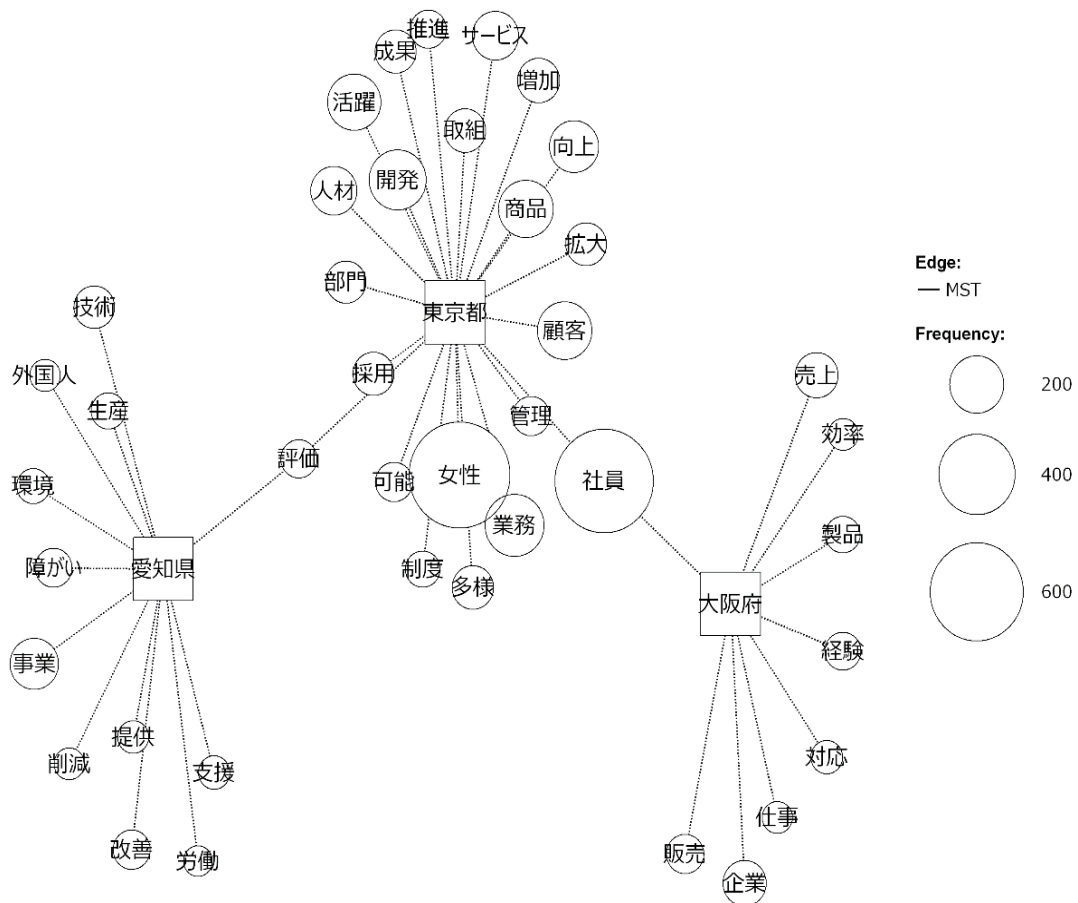 推進
サービス
成果
増加
活躍
取組
向上
開発
人材
商品
拡大
部門
東京都
顧客
技術
採用
外国人
生産
管理
評価
可能
女性
社員
環境
業務
制度
多様
障がい
愛知県
事業
提供
削減
支援
改善
労働
売上
効率
製品
大阪府
経験
対応
仕事
販売
企業
Edge:
— MST
Frequency:
200
400
600